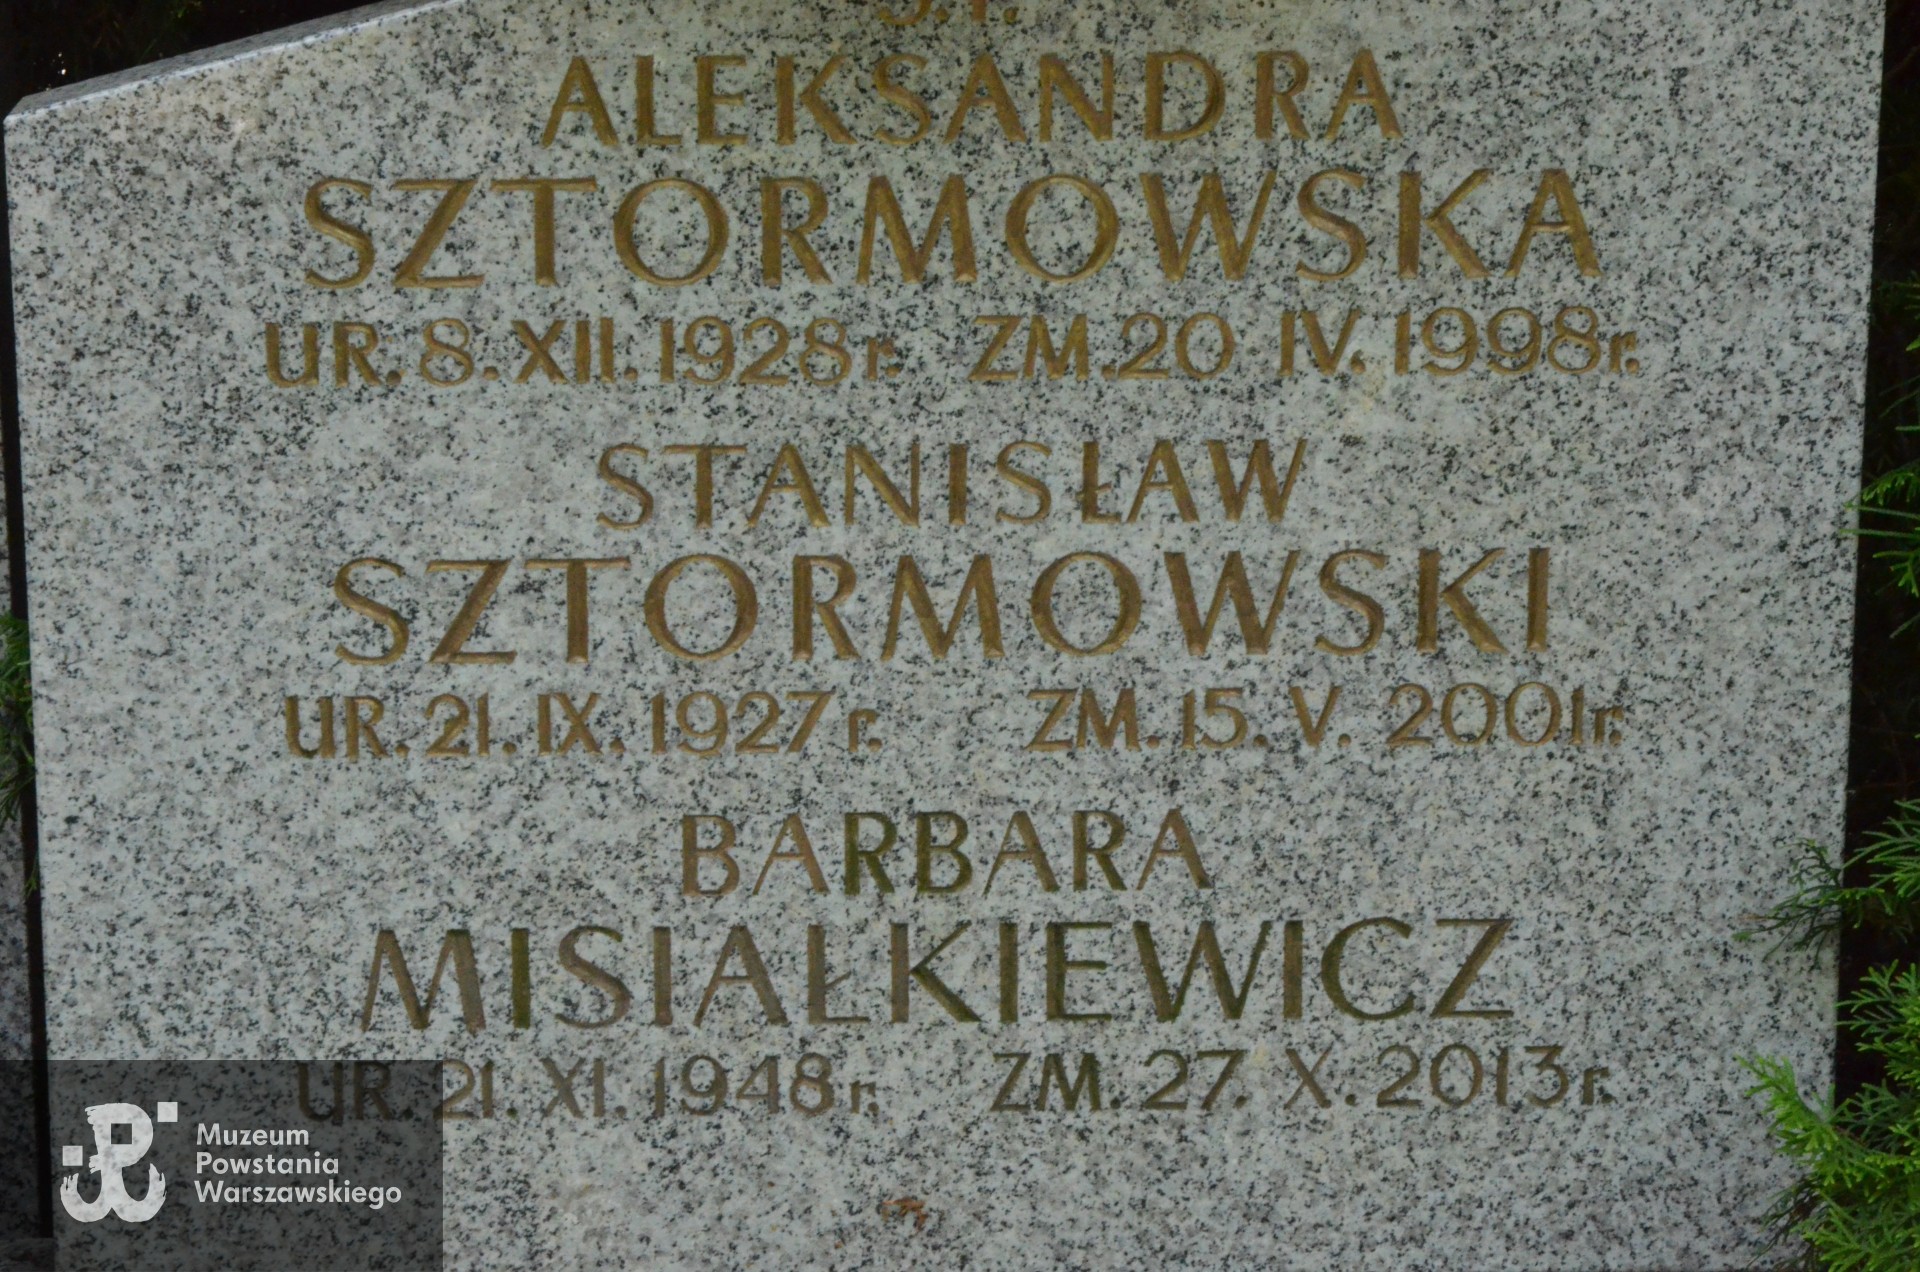 ALEKSANDRA
SZTORMOWSKA
UR. 8. XII. 1928 r. ZM. 20 IV. 1998 r.
STANISŁAW
SZTORMOWSKI
UR. 21. IX. 1927 r. ZM. 15. V. 2001 r.
BARBARA
MISIAŁKIEWICZ
UR. 21. XI. 1948 r. ZM. 27. X. 2013 r.
Muzeum
Powstania
Warszawskiego